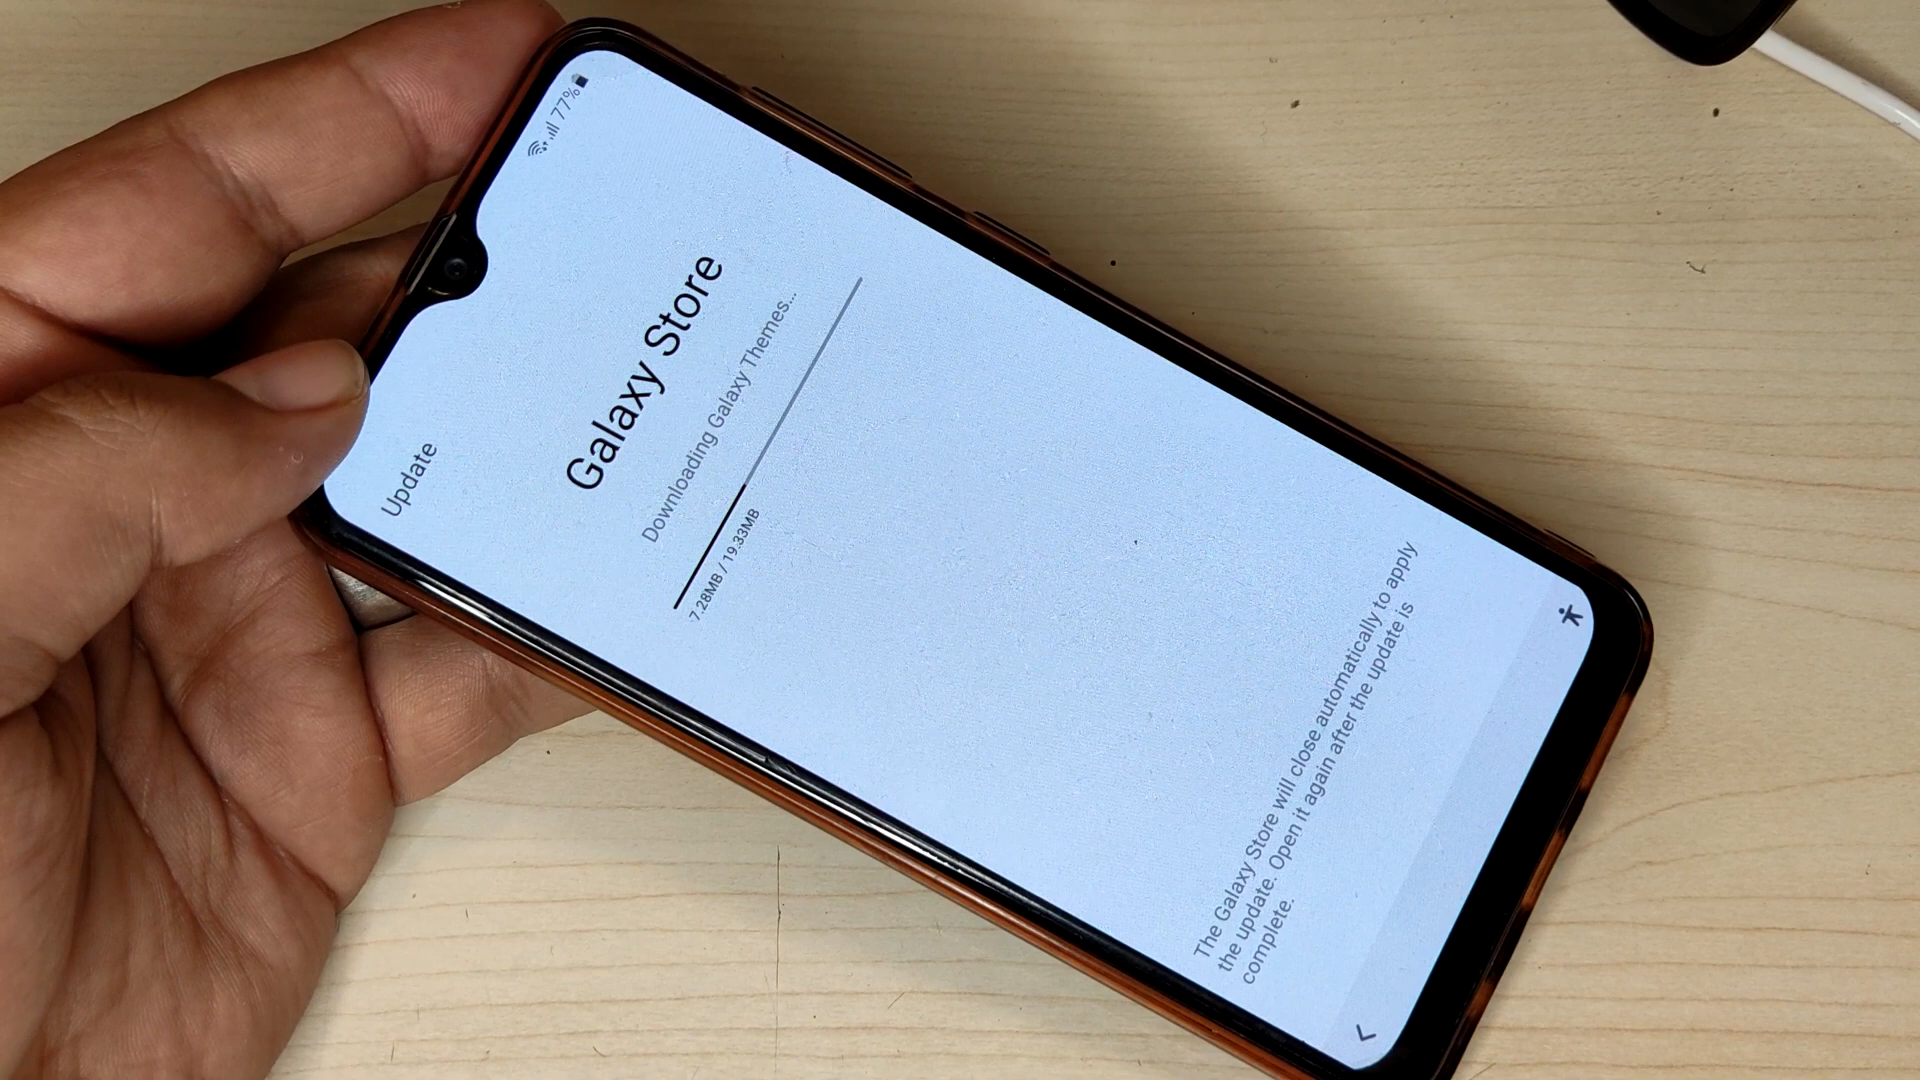 77%
Update
Galaxy Store
Downloading Galaxy Themes...
7.28MB / 19.33MB
The Galaxy Store will close automatically to apply
the update. Open it again after the update is
complete.